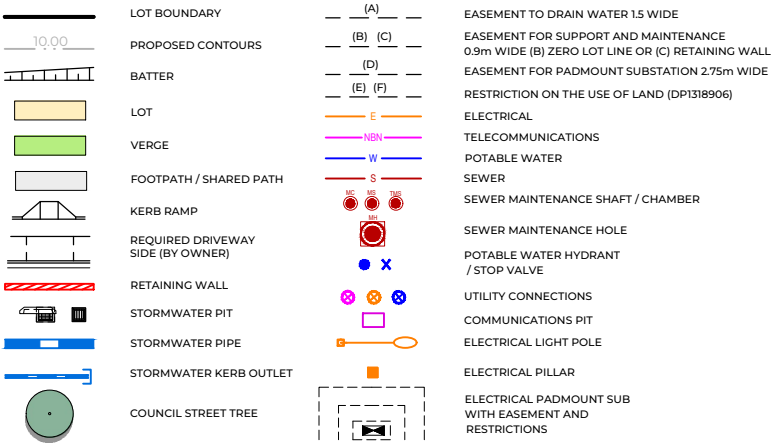 LOT BOUNDARY
10.00
PROPOSED CONTOURS
BATTER
LOT
VERGE
FOOTPATH / SHARED PATH
KERB RAMP
REQUIRED DRIVEWAY
SIDE (BY OWNER)
RETAINING WALL
STORMWATER PIT
STORMWATER PIPE
STORMWATER KERB OUTLET
COUNCIL STREET TREE
(A)
EASEMENT TO DRAIN WATER 1.5 WIDE
(B) (C)
EASEMENT FOR SUPPORT AND MAINTENANCE
0.9m WIDE (B) ZERO LOT LINE OR (C) RETAINING WALL
(D)
EASEMENT FOR PADMOUNT SUBSTATION 2.75m WIDE
(E) (F)
RESTRICTION ON THE USE OF LAND (DP1318906)
E
ELECTRICAL
NBN
TELECOMMUNICATIONS
W
POTABLE WATER
S
SEWER
MC MS TMS
SEWER MAINTENANCE SHAFT / CHAMBER
MH
SEWER MAINTENANCE HOLE
POTABLE WATER HYDRANT
/ STOP VALVE
UTILITY CONNECTIONS
COMMUNICATIONS PIT
ELECTRICAL LIGHT POLE
ELECTRICAL PILLAR
ELECTRICAL PADMOUNT SUB
WITH EASEMENT AND
RESTRICTIONS